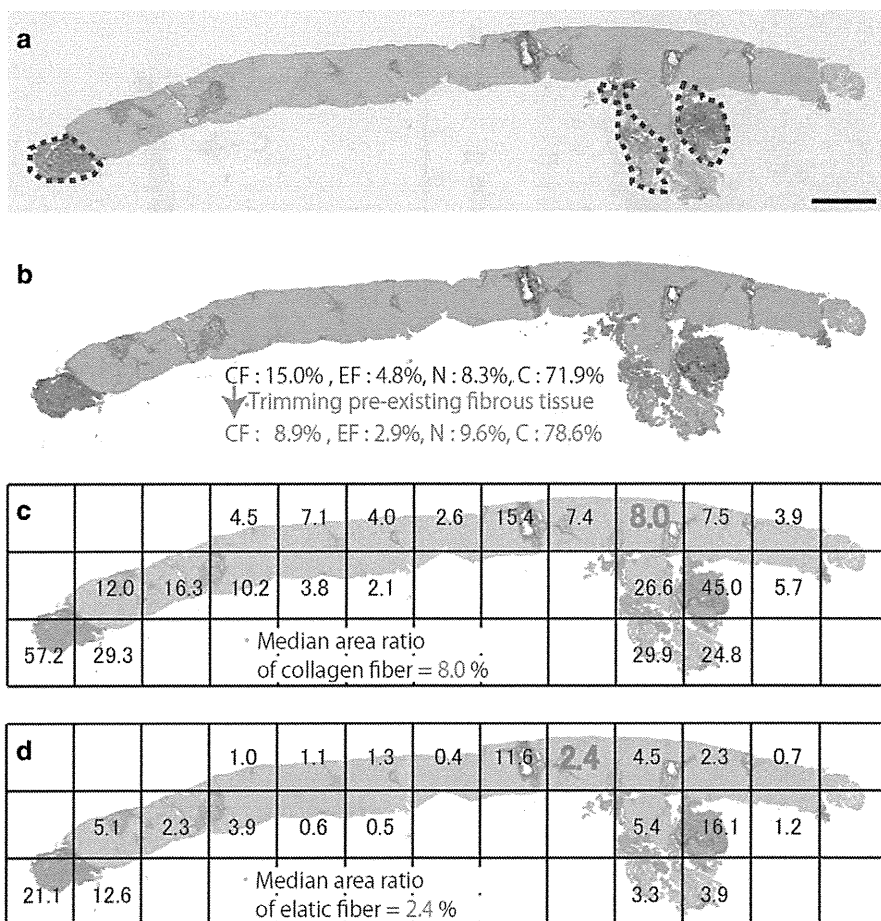 a
b
CF : 15.0% , EF : 4.8%, N : 8.3%, C : 71.9%
Trimming pre-existing fibrous tissue
CF : 8.9% , EF : 2.9%, N : 9.6%, C : 78.6%
c 4.5 7.1 4.0 2.6 15.4 7.4 8.0 7.5 3.9
12.0 16.3 10.2 3.8 2.1 26.6 45.0 5.7
57.2 29.3 29.9 24.8
Median area ratio
of collagen fiber = 8.0 %
d 1.0 1.1 1.3 0.4 11.6 2.4 4.5 2.3 0.7
5.1 2.3 3.9 0.6 0.5 5.4 16.1 1.2
21.1 12.6 3.3 3.9
Median area ratio
of elatic fiber = 2.4 %